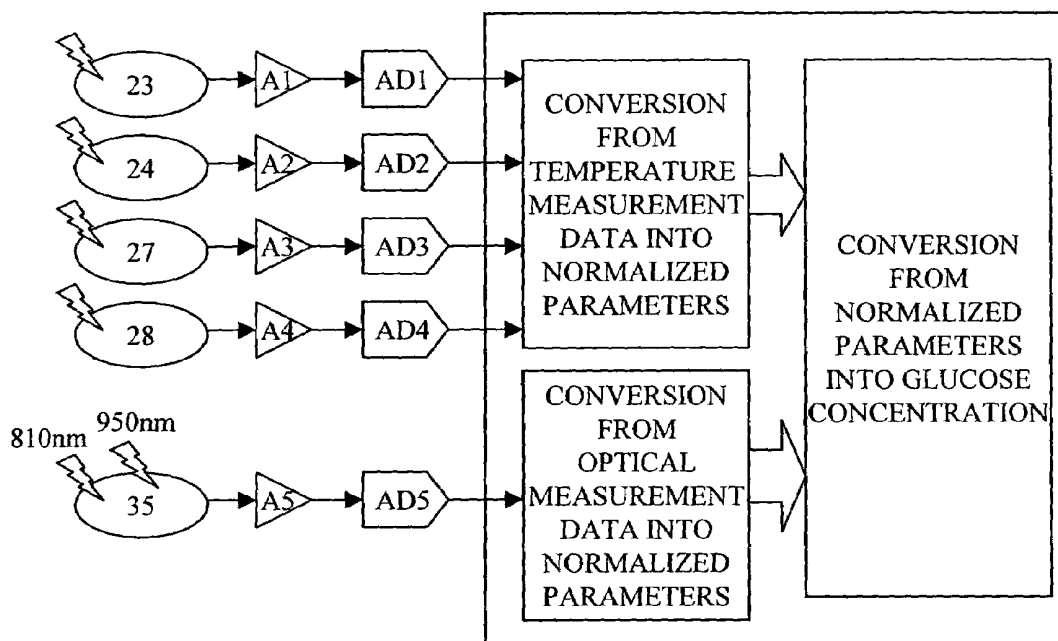 23 A1 AD1
24 A2 AD2
27 A3 AD3
28 A4 AD4
CONVERSION
FROM
TEMPERATURE
MEASUREMENT
DATA INTO
NORMALIZED
PARAMETERS
810nm 950nm
35 A5 AD5
CONVERSION
FROM
OPTICAL
MEASUREMENT
DATA INTO
NORMALIZED
PARAMETERS
CONVERSION
FROM
NORMALIZED
PARAMETERS
INTO GLUCOSE
CONCENTRATION